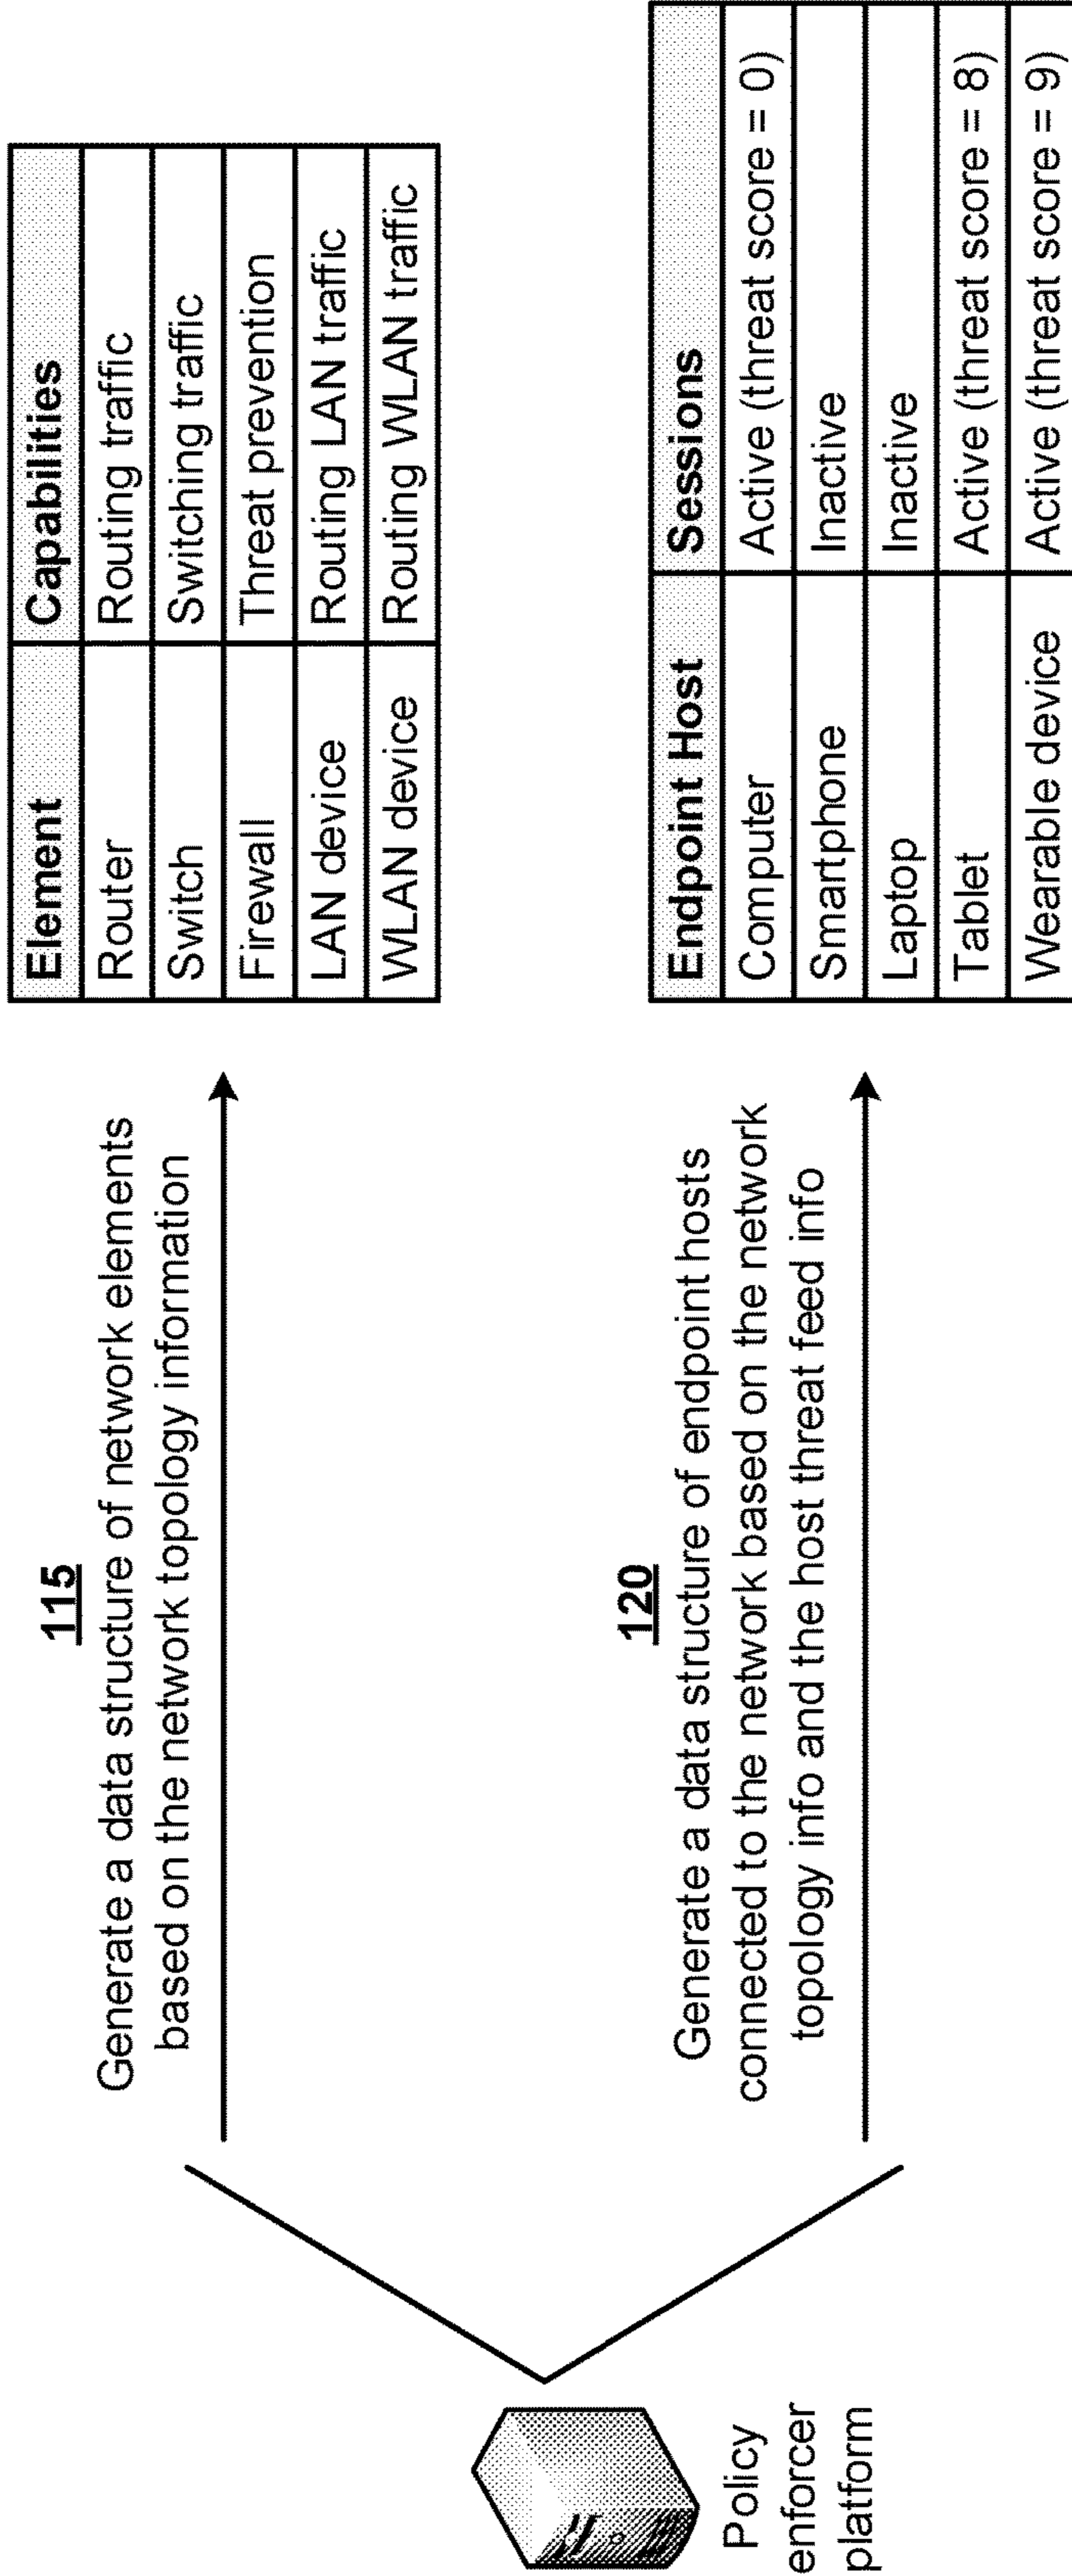 115
Generate a data structure of network elements
based on the network topology information
Element Capabilities
Router Routing traffic
Switch Switching traffic
Firewall Threat prevention
LAN device Routing LAN traffic
WLAN device Routing WLAN traffic
Policy
enforcer
platform
120
Generate a data structure of endpoint hosts
connected to the network based on the network
topology info and the host threat feed info
Endpoint Host Sessions
Computer Active (threat score = 0)
Smartphone Inactive
Laptop Inactive
Tablet Active (threat score = 8)
Wearable device Active (threat score = 9)